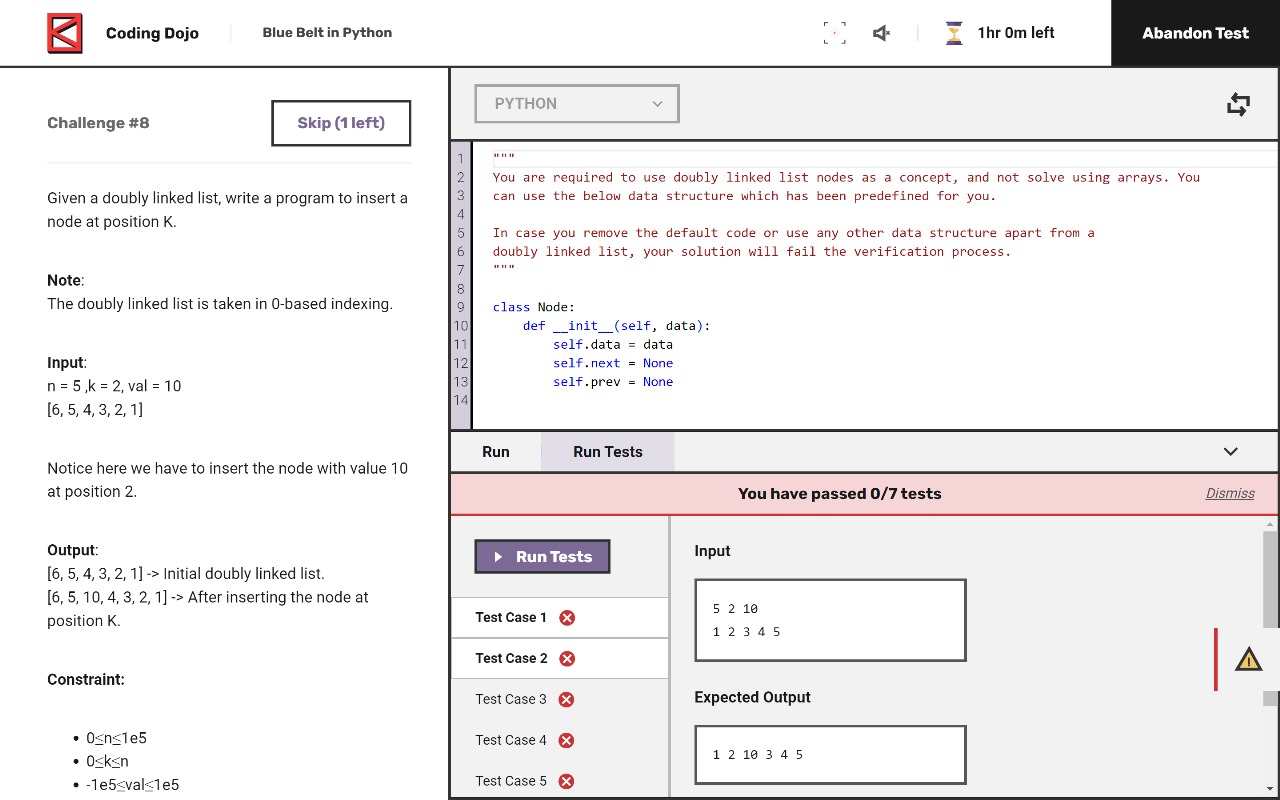 Coding Dojo
Blue Belt in Python
1hr 0m left
Abandon Test
Challenge #8
Skip (1 left)
Given a doubly linked list, write a program to insert a
node at position K.
Note:
The doubly linked list is taken in 0-based indexing.
Input:
n = 5 ,k = 2, val = 10
[6, 5, 4, 3, 2, 1]
Notice here we have to insert the node with value 10
at position 2.
Output:
[6, 5, 4, 3, 2, 1] -> Initial doubly linked list.
[6, 5, 10, 4, 3, 2, 1] -> After inserting the node at
position K.
Constraint:
• 0≤n≤1e5
• 0≤k≤n
• -1e5≤val≤1e5
PYTHON
1 """
2 You are required to use doubly linked list nodes as a concept, and not solve using arrays. You
3 can use the below data structure which has been predefined for you.
4
5 In case you remove the default code or use any other data structure apart from a
6 doubly linked list, your solution will fail the verification process.
7 """
8
9 class Node:
10     def __init__(self, data):
11         self.data = data
12         self.next = None
13         self.prev = None
14
Run
Run Tests
You have passed 0/7 tests
Dismiss
Run Tests
Test Case 1
Test Case 2
Test Case 3
Test Case 4
Test Case 5
Input
5 2 10
1 2 3 4 5
Expected Output
1 2 10 3 4 5